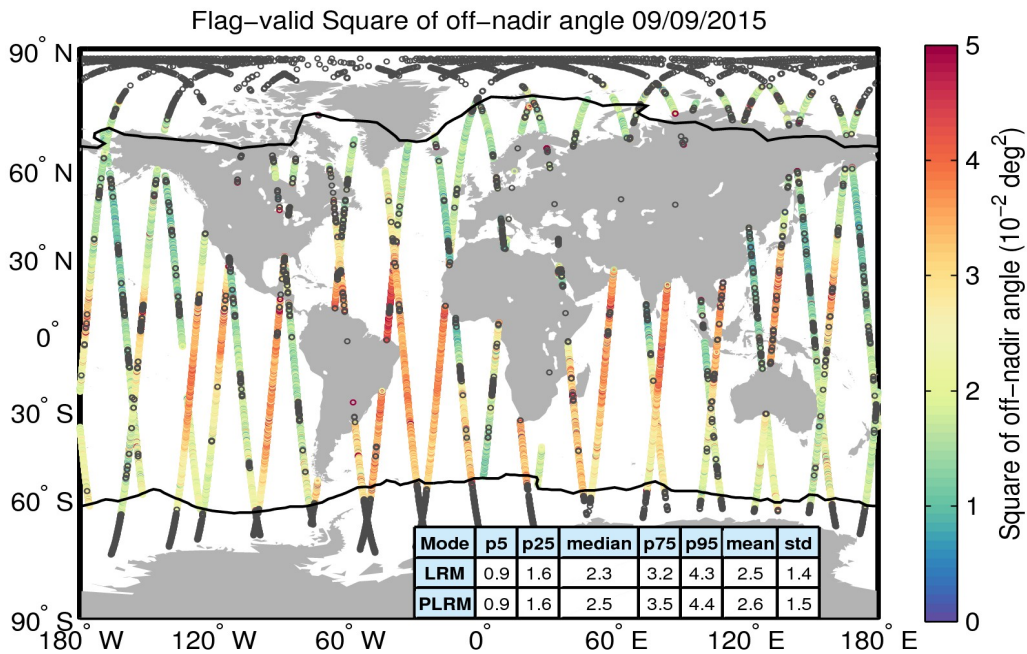 Flag-valid Square of off-nadir angle 09/09/2015
90° N
60° N
30° N
0°
30° S
60° S
90° S
180° W
120° W
60° W
0°
60° E
120° E
180° E
Mode p5 p25 median p75 p95 mean std
LRM 0.9 1.6 2.3 3.2 4.3 2.5 1.4
PLRM 0.9 1.6 2.5 3.5 4.4 2.6 1.5
5
4
3
2
1
0
Square of off-nadir angle (10⁻² deg²)